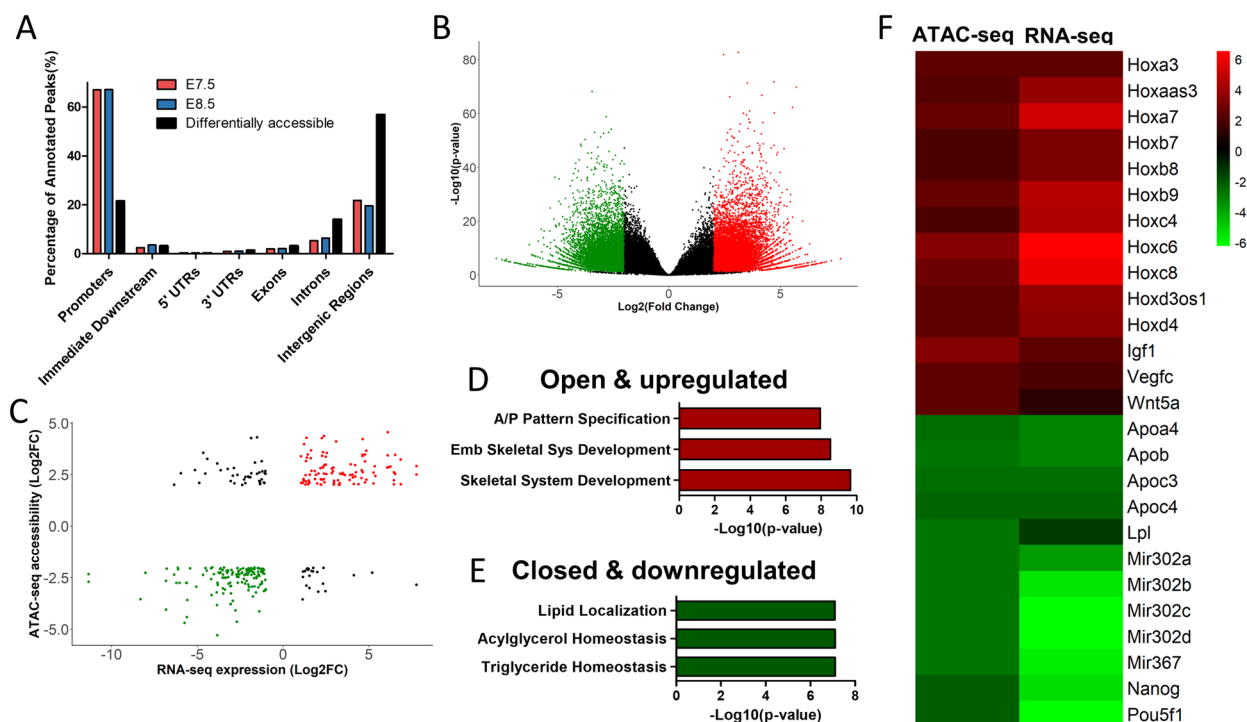 A
Percentage of Annotated Peaks(%)
60
40
20
0
E7.5
E8.5
Differentially accessible
Promoters
Immediate Downstream
5' UTRs
3' UTRs
Exons
Introns
Intergenic Regions
B
-Log10(p-value)
80
60
40
20
0
-5
0
5
Log2(Fold Change)
C
ATAC-seq accessibility (Log2FC)
5.0
2.5
0.0
-2.5
-5.0
-10
-5
0
5
RNA-seq expression (Log2FC)
D
Open & upregulated
A/P Pattern Specification
Emb Skeletal Sys Development
Skeletal System Development
0 2 4 6 8 10
-Log10(p-value)
E
Closed & downregulated
Lipid Localization
Acylglycerol Homeostasis
Triglyceride Homeostasis
0 2 4 6 8
-Log10(p-value)
F
ATAC-seq RNA-seq
Hoxa3
Hoxaas3
Hoxa7
Hoxb7
Hoxb8
Hoxb9
Hoxc4
Hoxc6
Hoxc8
Hoxd3os1
Hoxd4
Igf1
Vegfc
Wnt5a
Apoa4
Apob
Apoc3
Apoc4
Lpl
Mir302a
Mir302b
Mir302c
Mir302d
Mir367
Nanog
Pou5f1
6
4
2
0
-2
-4
-6